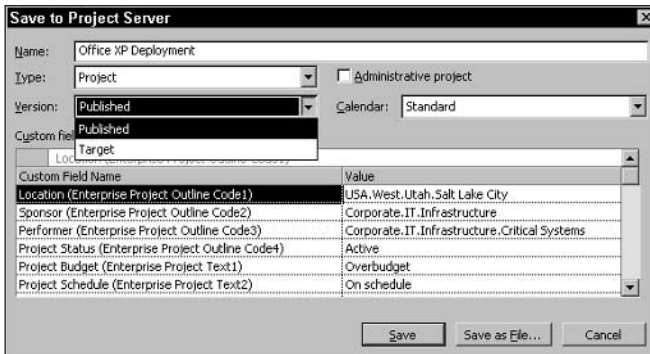 Save to Project Server
Name: Office XP Deployment
Type: Project
Administrative project
Version: Published
Calendar: Standard
Published
Target
Custom fie
Custom Field Name Value
Location (Enterprise Project Outline Code1) USA.West.Utah.Salt Lake City
Sponsor (Enterprise Project Outline Code2) Corporate.IT.Infrastructure
Performer (Enterprise Project Outline Code3) Corporate.IT.Infrastructure.Critical Systems
Project Status (Enterprise Project Outline Code4) Active
Project Budget (Enterprise Project Text1) Overbudget
Project Schedule (Enterprise Project Text2) On schedule
Save Save as File... Cancel